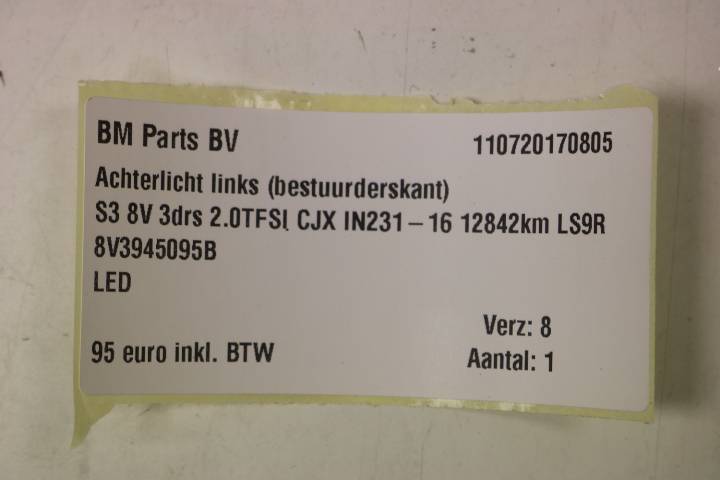 BM Parts BV 110720170805
Achterlicht links (bestuurderskant)
S3 8V 3drs 2.0TFSI CJX IN231-16 12842km LS9R
8V3945095B
LED
Verz: 8
95 euro inkl. BTW Aantal: 1